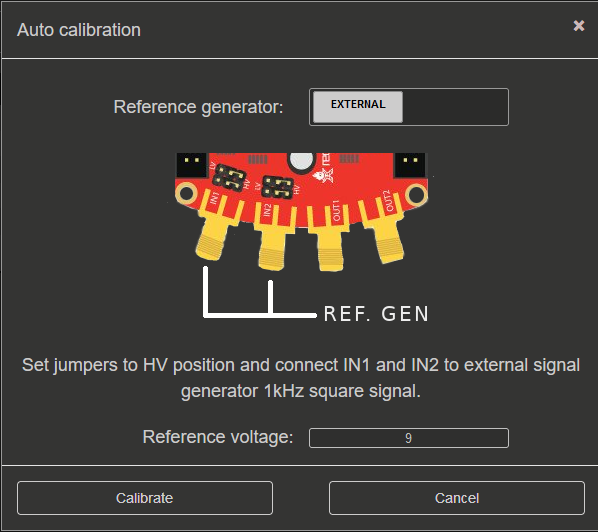 Auto calibration
Reference generator:
EXTERNAL
LV
HV
LV
HV
IN1
IN2
OUT1
OUT2
REF. GEN
Set jumpers to HV position and connect IN1 and IN2 to external signal
generator 1kHz square signal.
Reference voltage:
9
Calibrate
Cancel